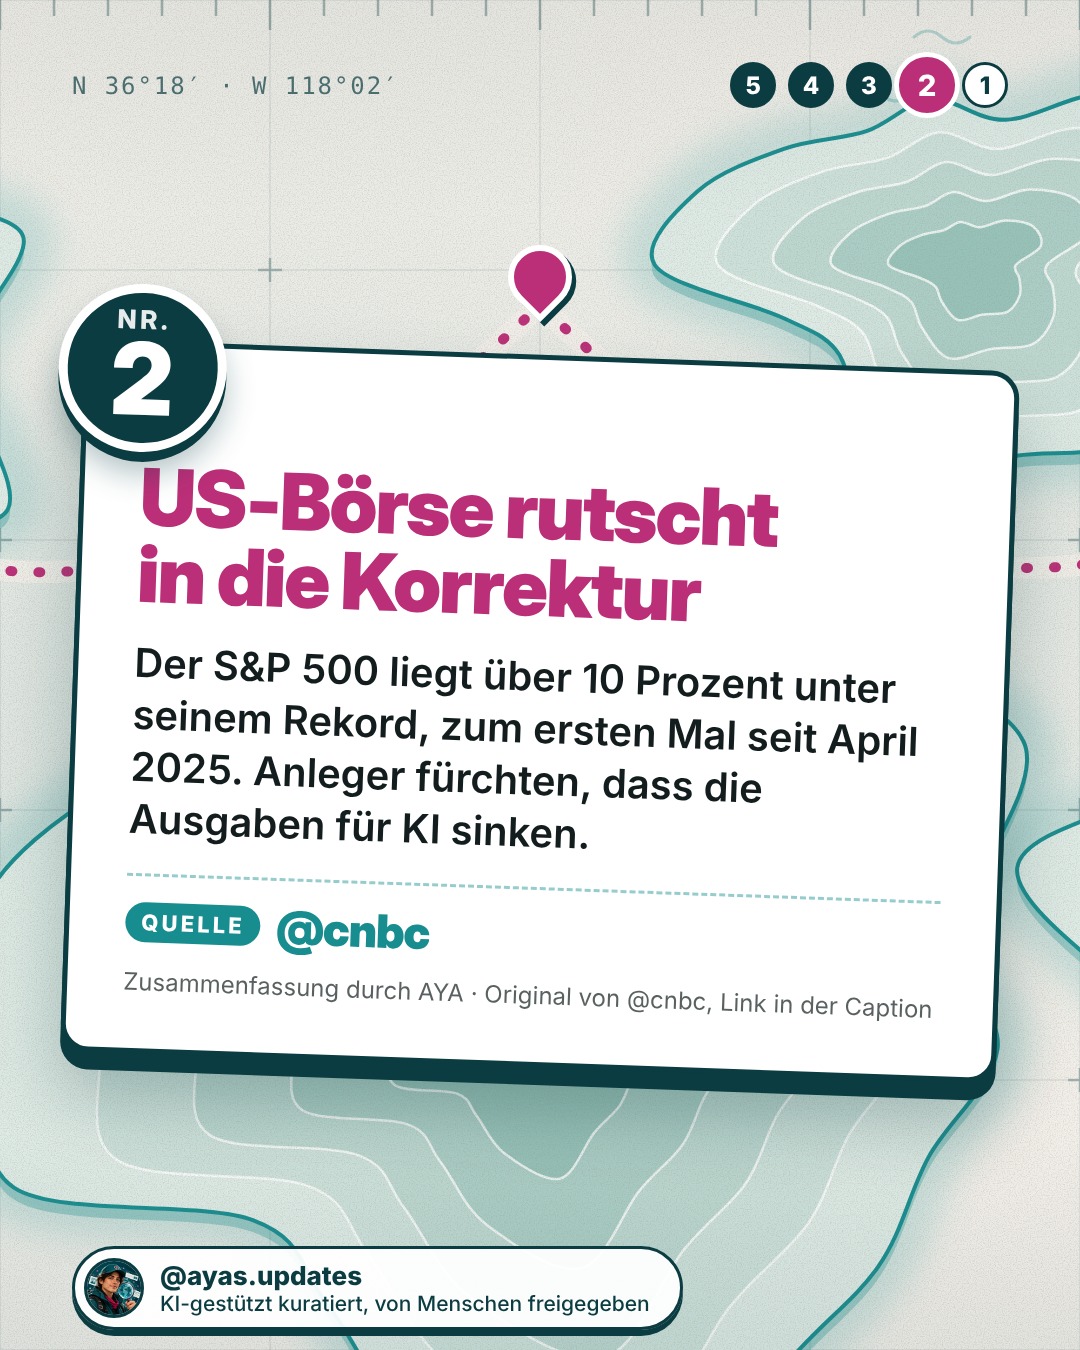 N 36°18′ · W 118°02′
5 4 3 2 1
NR.
2
US-Börse rutscht
in die Korrektur
Der S&P 500 liegt über 10 Prozent unter
seinem Rekord, zum ersten Mal seit April
2025. Anleger fürchten, dass die
Ausgaben für KI sinken.
QUELLE @cnbc
Zusammenfassung durch AYA · Original von @cnbc, Link in der Caption
@ayas.updates
KI-gestützt kuratiert, von Menschen freigegeben